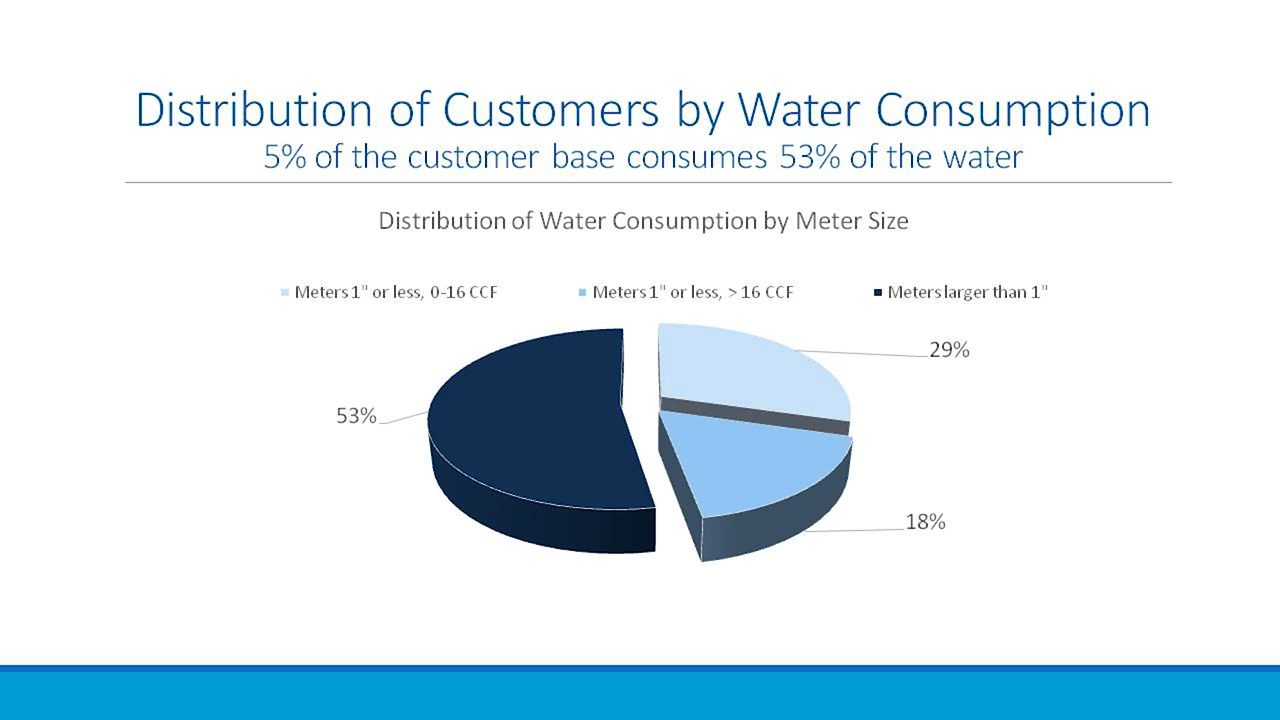 Distribution of Customers by Water Consumption
5% of the customer base consumes 53% of the water
Distribution of Water Consumption by Meter Size
Meters 1" or less, 0-16 CCF
Meters 1" or less, > 16 CCF
Meters larger than 1"
29%
53%
18%